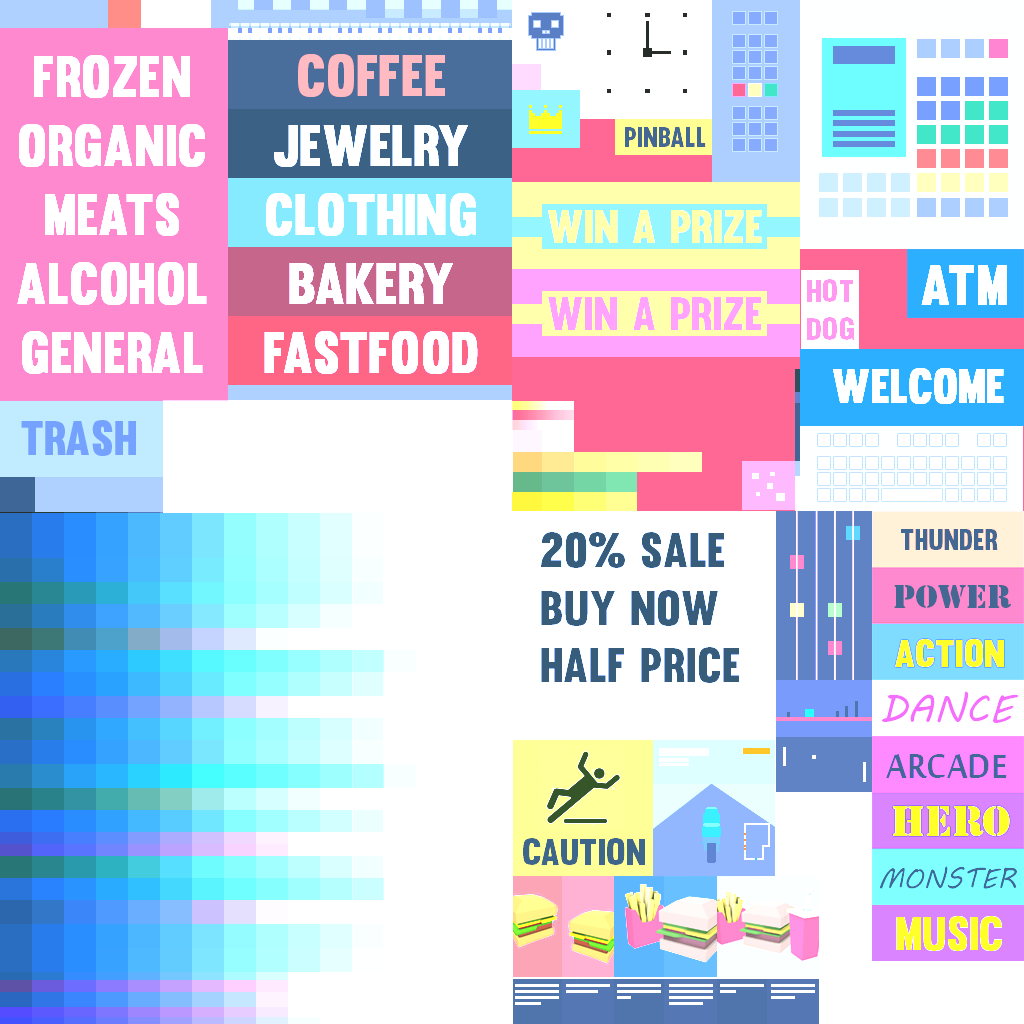 FROZEN
ORGANIC
MEATS
ALCOHOL
GENERAL
COFFEE
JEWELRY
CLOTHING
BAKERY
FASTFOOD
TRASH
PINBALL
WIN A PRIZE
WIN A PRIZE
HOT
DOG
ATM
WELCOME
20% SALE
BUY NOW
HALF PRICE
CAUTION
THUNDER
POWER
ACTION
DANCE
ARCADE
HERO
MONSTER
MUSIC